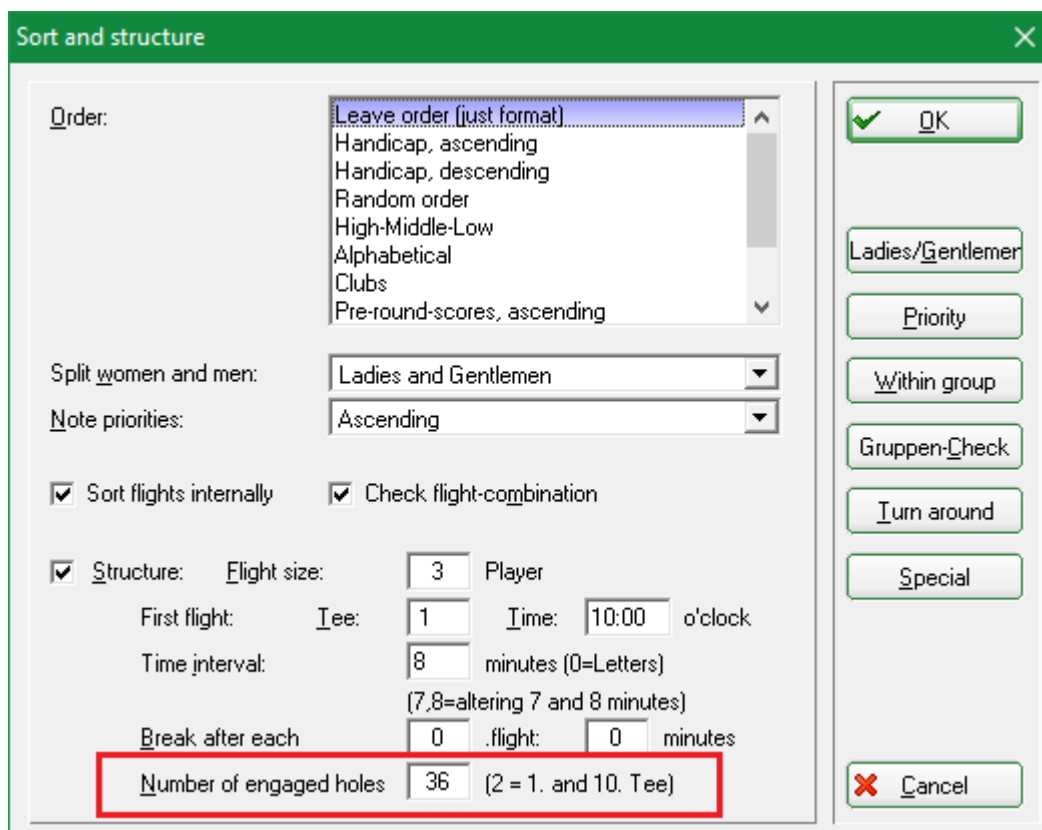 Sort and structure
Order:
Leave order (just format)
Handicap, ascending
Handicap, descending
Random order
High-Middle-Low
Alphabetical
Clubs
Pre-round-scores, ascending
Split women and men: Ladies and Gentlemen
Note priorities: Ascending
Sort flights internally Check flight-combination
Structure: Flight size: 3 Player
First flight: Tee: 1 Time: 10:00 o'clock
Time interval: 8 minutes (0=Letters)
(7,8=altering 7 and 8 minutes)
Break after each 0 .flight: 0 minutes
Number of engaged holes 36 (2 = 1. and 10. Tee)
OK
Ladies/Gentlemer
Priority
Within group
Gruppen-Check
Turn around
Special
Cancel